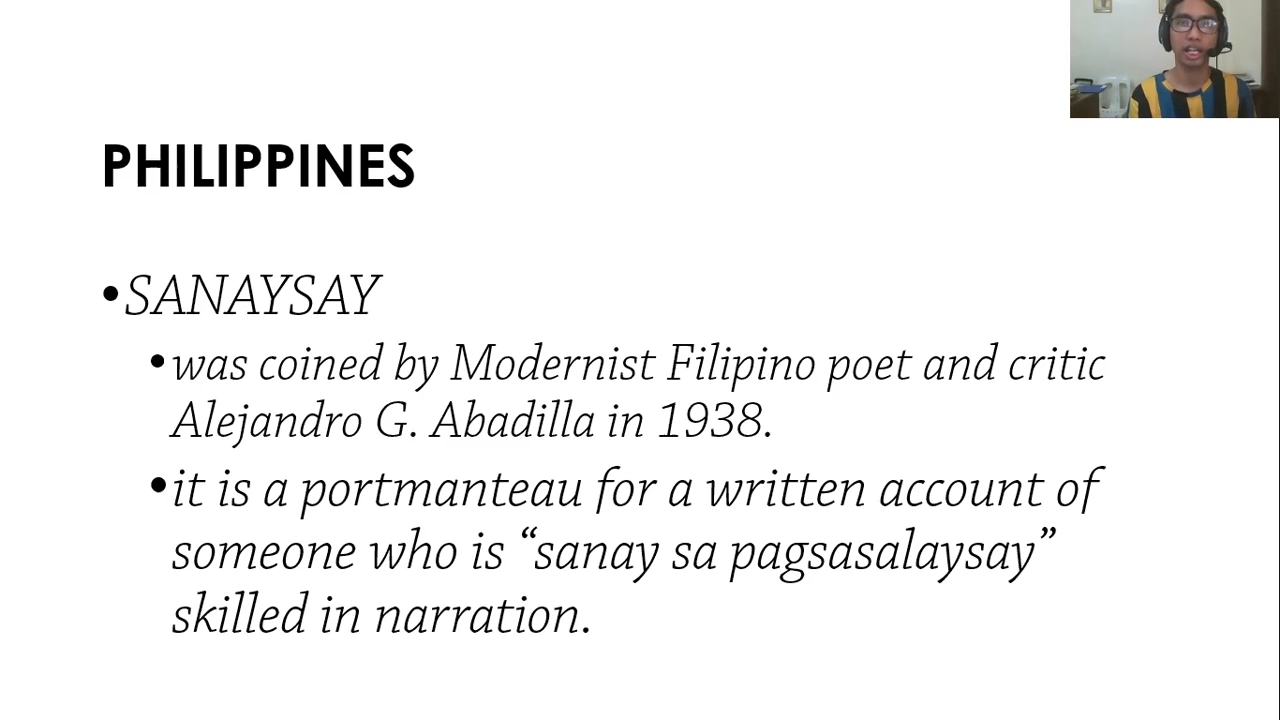 PHILIPPINES
•SANAYSAY
•was coined by Modernist Filipino poet and critic
Alejandro G. Abadilla in 1938.
•it is a portmanteau for a written account of
someone who is “sanay sa pagsasalaysay”
skilled in narration.